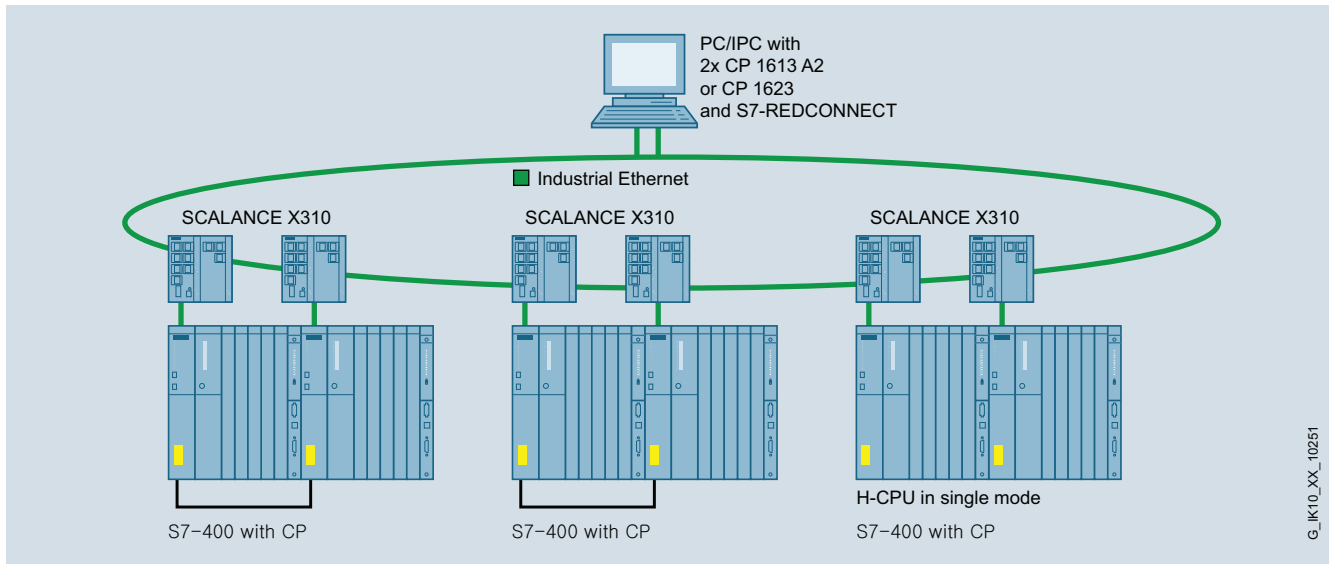 PC/IPC with
2x CP 1613 A2
or CP 1623
and S7-REDCONNECT
Industrial Ethernet
SCALANCE X310
SCALANCE X310
SCALANCE X310
H-CPU in single mode
S7-400 with CP
S7-400 with CP
S7-400 with CP
G_IK10_XX_10251